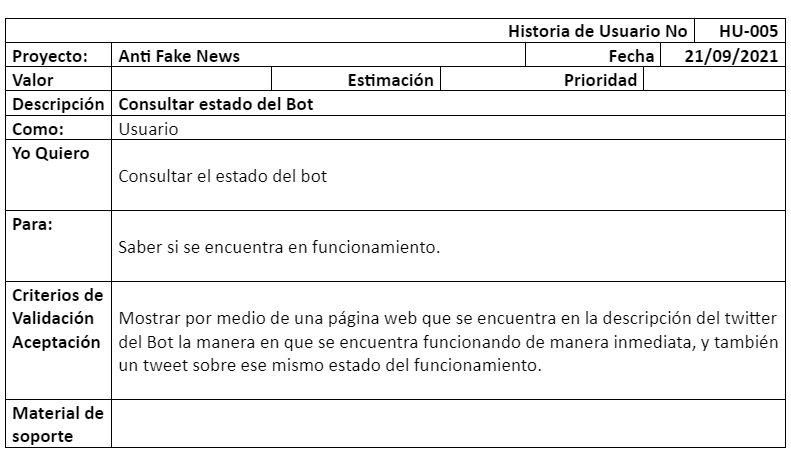 Historia de Usuario No HU-005
Proyecto: Anti Fake News Fecha 21/09/2021
Valor Estimación Prioridad
Descripción Consultar estado del Bot
Como: Usuario
Yo Quiero
Consultar el estado del bot
Para:
Saber si se encuentra en funcionamiento.
Criterios de
Validación
Aceptación
Mostrar por medio de una página web que se encuentra en la descripción del twitter
del Bot la manera en que se encuentra funcionando de manera inmediata, y también
un tweet sobre ese mismo estado del funcionamiento.
Material de
soporte